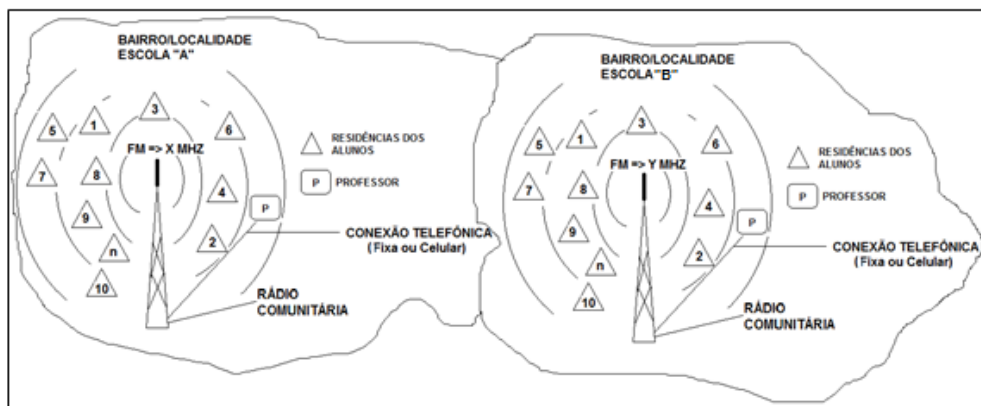 BAIRRO/LOCALIDADE
ESCOLA "A"
3
1
5
6
FM => X MHZ
7
8
4
9
P
2
n
10
RESIDÊNCIAS DOS
ALUNOS
P PROFESSOR
CONEXÃO TELEFÔNICA
(Fixa ou Celular)
RÁDIO
COMUNITÁRIA
BAIRRO/LOCALIDADE
ESCOLA "B"
3
1
5
6
FM => Y MHZ
7
8
4
9
P
2
n
10
RESIDÊNCIAS DOS
ALUNOS
P PROFESSOR
CONEXÃO TELEFÔNICA
(Fixa ou Celular)
RÁDIO
COMUNITÁRIA